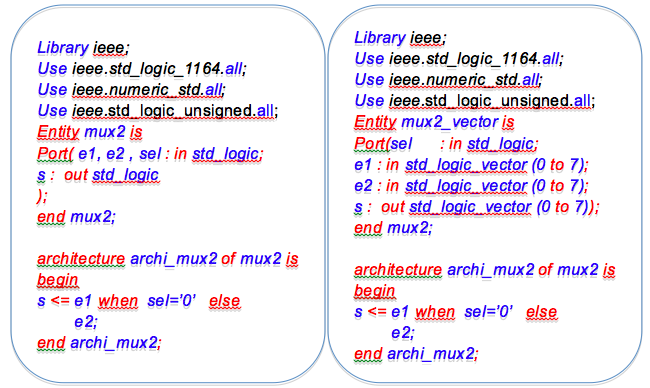 Library ieee;
Use ieee.std_logic_1164.all;
Use ieee.numeric_std.all;
Use ieee.std_logic_unsigned.all;
Entity mux2 is
Port( e1, e2 , sel : in std_logic;
s : out std_logic
);
end mux2;
architecture archi_mux2 of mux2 is
begin
s <= e1 when sel=’0’ else
e2;
end archi_mux2;
Library ieee;
Use ieee.std_logic_1164.all;
Use ieee.numeric_std.all;
Use ieee.std_logic_unsigned.all;
Entity mux2_vector is
Port(sel : in std_logic;
e1 : in std_logic_vector (0 to 7);
e2 : in std_logic_vector (0 to 7);
s : out std_logic_vector (0 to 7));
end mux2;
architecture archi_mux2 of mux2 is
begin
s <= e1 when sel=’0’ else
e2;
end archi_mux2;